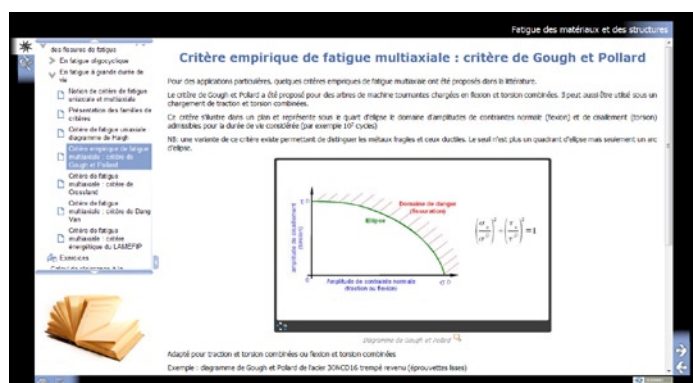 Fatigue des matériaux et des structures
des fissures de fatigue
En fatigue oligocyclique
En fatigue à grande durée de
vie
Notion de critère de fatigue
uniaxiale et multiaxiale
Présentation des familles de
critères
Critère de fatigue uniaxiale :
diagramme de Haigh
Critère empirique de fatigue
multiaxiale : critère de
Gough et Pollard
Critère de fatigue
multiaxiale : critère de
Crossland
Critère de fatigue
multiaxiale : critère de Dang
Van
Critère de fatigue
multiaxiale : critère
énergétique du LAMEFIP
Exercices
Critère empirique de fatigue multiaxiale : critère de Gough et Pollard
Pour des applications particulières, quelques critères empiriques de fatigue multiaxiale ont été proposés dans la littérature.
Le critère de Gough et Pollard a été proposé pour des arbres de machine tournantes chargées en flexion et torsion combinées. Il peut aussi être utilisé sous un
chargement de traction et torsion combinées.
Ce critère s'illustre dans un plan et représente sous le quart d'ellipse le domaine d'amplitudes de contraintes normale (flexion) et de cisaillement (torsion)
admissibles pour la durée de vie considérée (par exemple 10⁷ cycles)
NB: une variante de ce critère existe permettant de distinguer les métaux fragiles et ceux ductiles. Le seuil n'est plus un quadrant d'ellipse mais seulement un arc
d'ellipse.
Domaine de danger
(fissuration)
Ellipse
amplitude de cisaillement
(torsion)
Amplitude de contrainte normale
(traction ou flexion)
diagramme de Gough et Pollard
Adapté pour traction et torsion combinées ou flexion et torsion combinées
Exemple : diagramme de Gough et Pollard de l'acier 30NCD16 trempé revenu (éprouvettes lisses)